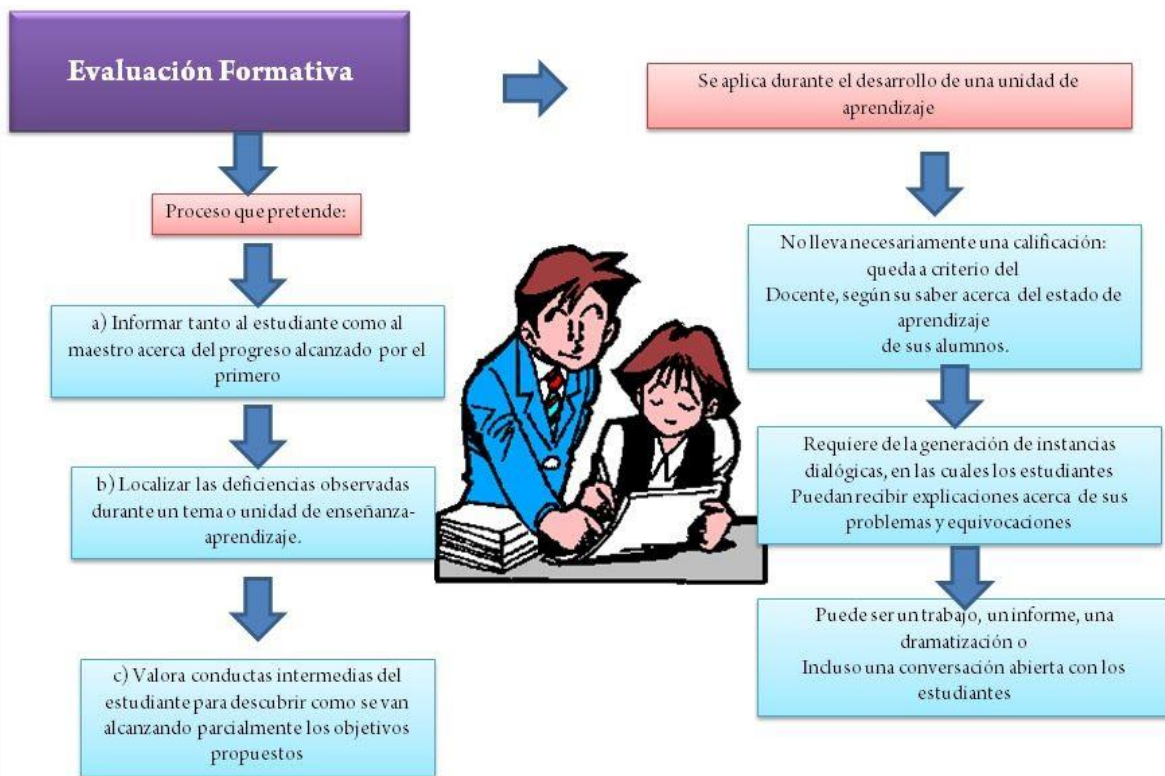 Evaluación Formativa
Proceso que pretende:
a) Informar tanto al estudiante como al
maestro acerca del progreso alcanzado por el
primero
b) Localizar las deficiencias observadas
durante un tema o unidad de enseñanza-
aprendizaje.
c) Valora conductas intermedias del
estudiante para descubrir como se van
alcanzando parcialmente los objetivos
propuestos
Se aplica durante el desarrollo de una unidad de
aprendizaje
No lleva necesariamente una calificación:
queda a criterio del
Docente, según su saber acerca del estado de
aprendizaje
de sus alumnos.
Requiere de la generación de instancias
dialógicas, en las cuales los estudiantes
Puedan recibir explicaciones acerca de sus
problemas y equivocaciones
Puede ser un trabajo, un informe, una
dramatización o
Incluso una conversación abierta con los
estudiantes